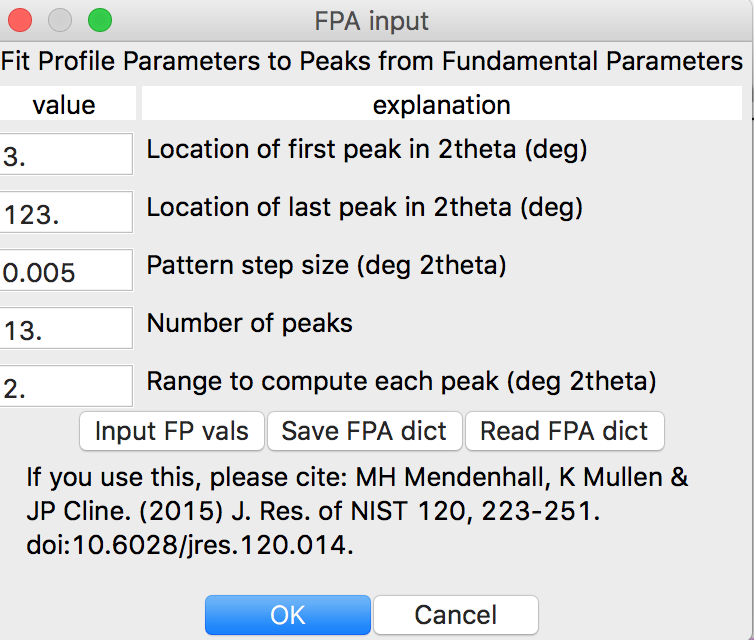 FPA input
Fit Profile Parameters to Peaks from Fundamental Parameters
value explanation
3. Location of first peak in 2theta (deg)
123. Location of last peak in 2theta (deg)
0.005 Pattern step size (deg 2theta)
13. Number of peaks
2. Range to compute each peak (deg 2theta)
Input FP vals Save FPA dict Read FPA dict
If you use this, please cite: MH Mendenhall, K Mullen &
JP Cline. (2015) J. Res. of NIST 120, 223-251.
doi:10.6028/jres.120.014.
OK Cancel